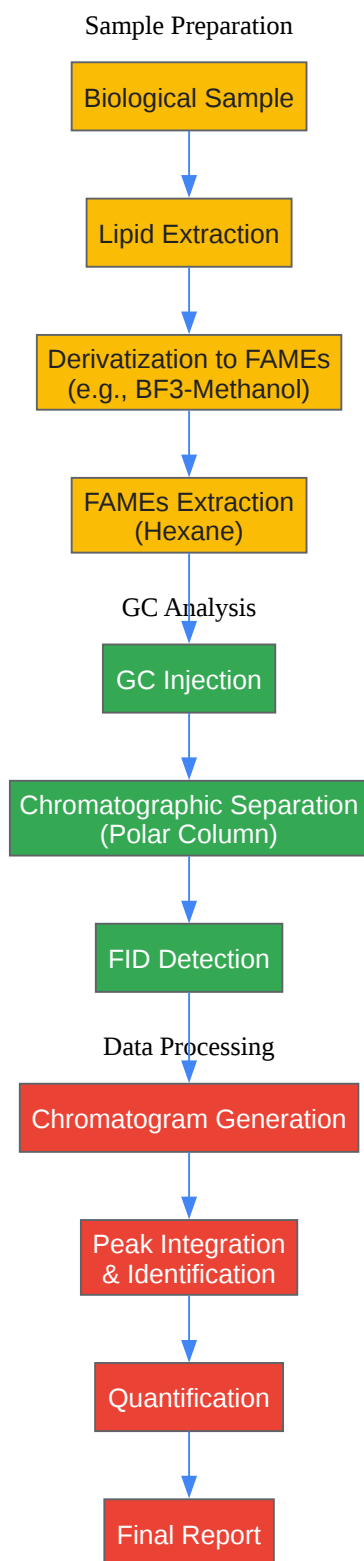 Sample Preparation
Biological Sample
Lipid Extraction
Derivatization to FAMEs
(e.g., BF3-Methanol)
FAMEs Extraction
(Hexane)
GC Analysis
GC Injection
Chromatographic Separation
(Polar Column)
FID Detection
Data Processing
Chromatogram Generation
Peak Integration
& Identification
Quantification
Final Report